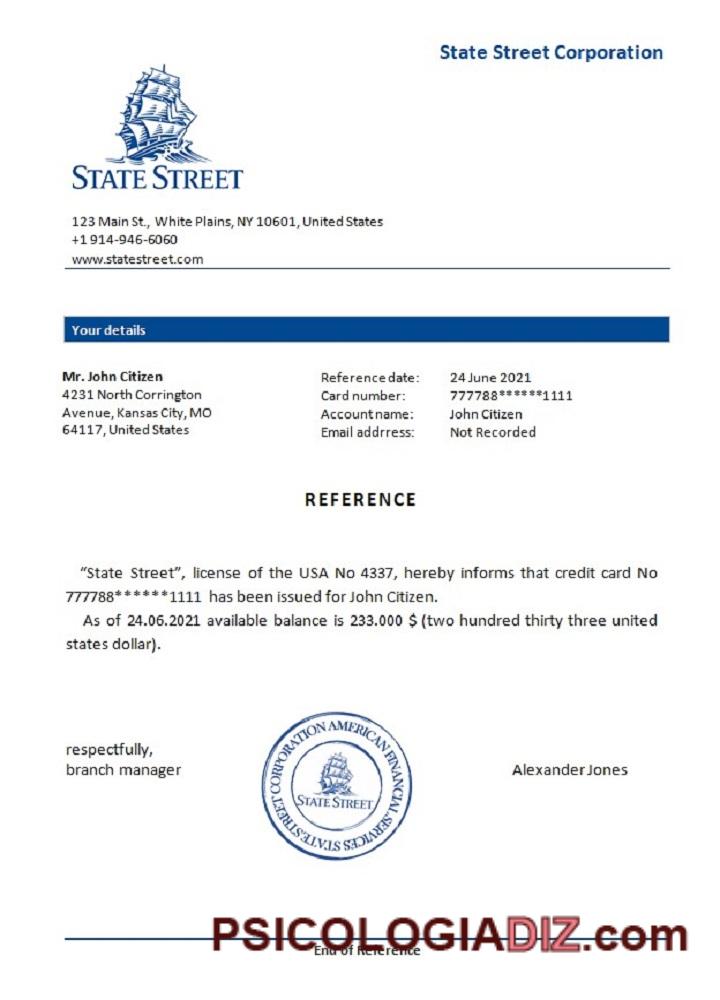 State Street Corporation
STATE STREET
123 Main St., White Plains, NY 10601, United States
+1 914-946-6060
www.statestreet.com
Your details
Mr. John Citizen
4231 North Corrington
Avenue, Kansas City, MO
64117, United States
Reference date: 24 June 2021
Card number: 777788******1111
Account name: John Citizen
Email addrress: Not Recorded
REFERENCE
“State Street”, license of the USA No 4337, hereby informs that credit card No
777788******1111 has been issued for John Citizen.
As of 24.06.2021 available balance is 233.000 $ (two hundred thirty three united
states dollar).
respectfully,
branch manager
STATE STREET CORPORATION AMERICAN FINANCIAL SERVICES
STATE STREET
Alexander Jones
PSICOLOGIADIZ.com
End of Reference